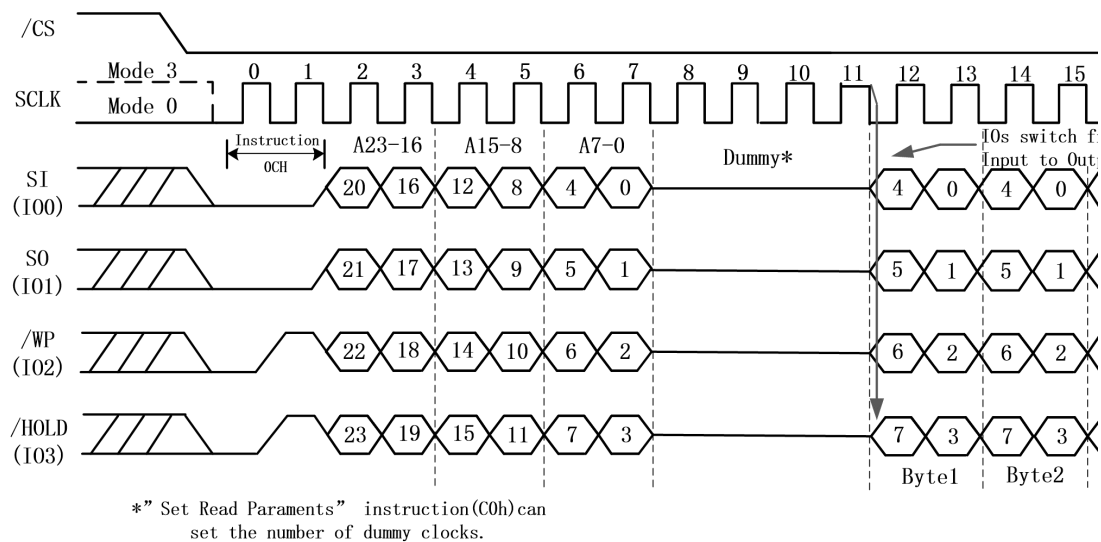 /CS
Mode 3
SCLK
Mode 0
0 1 2 3 4 5 6 7 8 9 10 11 12 13 14 15
Instruction
OCH
A23-16 A15-8 A7-0 Dummy*
IOs switch f
Input to Outp
SI
(IO0)
20 16 12 8 4 0 4 0 4 0
SO
(IO1)
21 17 13 9 5 1 5 1 5 1
/WP
(IO2)
22 18 14 10 6 2 6 2 6 2
/HOLD
(IO3)
23 19 15 11 7 3 7 3 7 3
Byte1 Byte2
*” Set Read Paraments” instruction(C0h)can
set the number of dummy clocks.